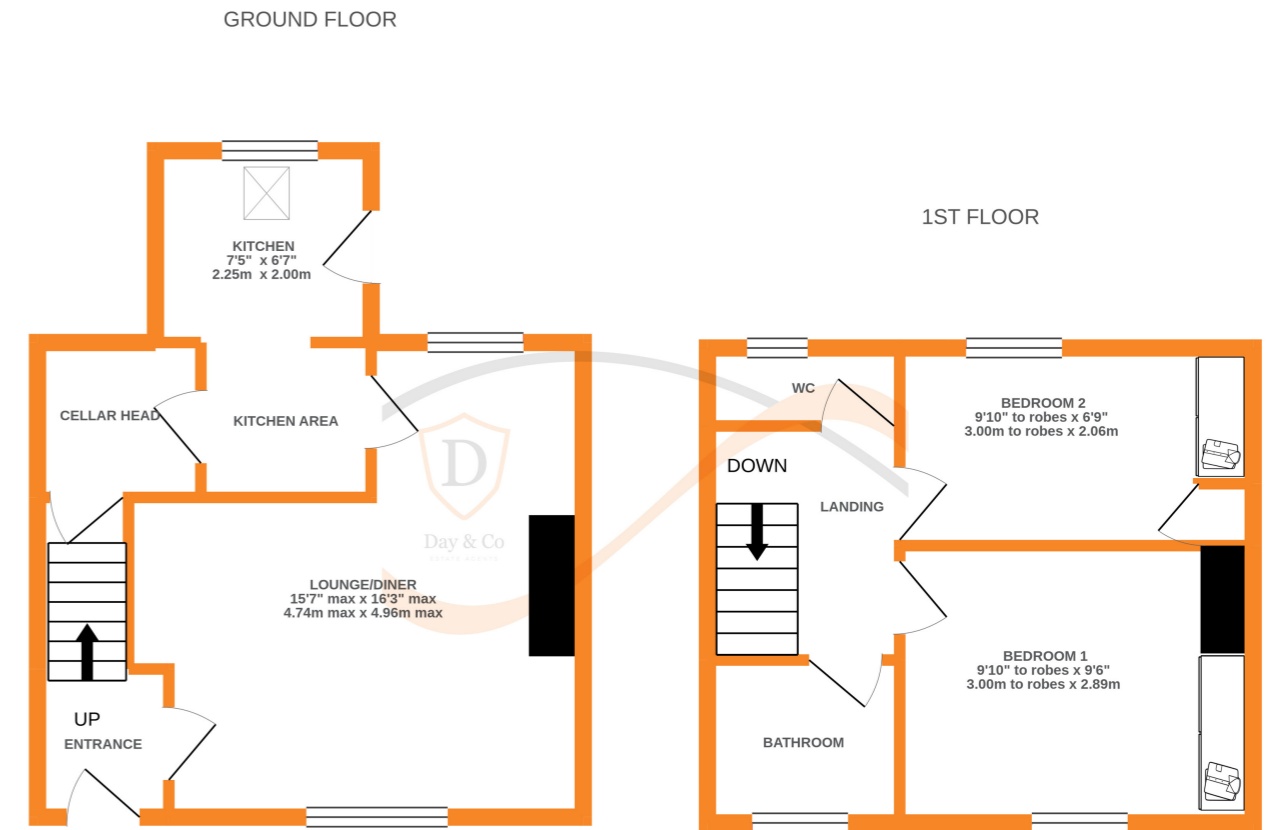 GROUND FLOOR
KITCHEN
7'5" x 6'7"
2.25m x 2.00m
CELLAR HEAD
KITCHEN AREA
LOUNGE/DINER
15'7" max x 16'3" max
4.74m max x 4.96m max
UP
ENTRANCE
D
Day & Co
ESTATE AGENTS
1ST FLOOR
WC
BEDROOM 2
9'10" to robes x 6'9"
3.00m to robes x 2.06m
DOWN
LANDING
BEDROOM 1
9'10" to robes x 9'6"
3.00m to robes x 2.89m
BATHROOM